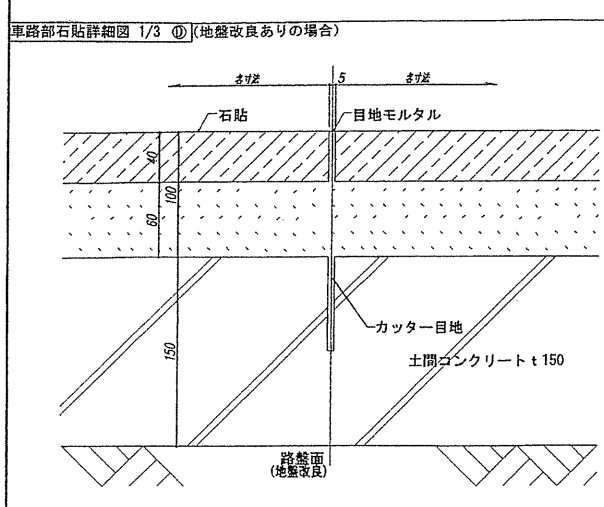 車路部石貼詳細図 1/3 Ⓓ (地盤改良ありの場合)
5
石貼
目地モルタル
40
100
60
カッター目地
150
土間コンクリート t 150
路盤面
(地盤改良)